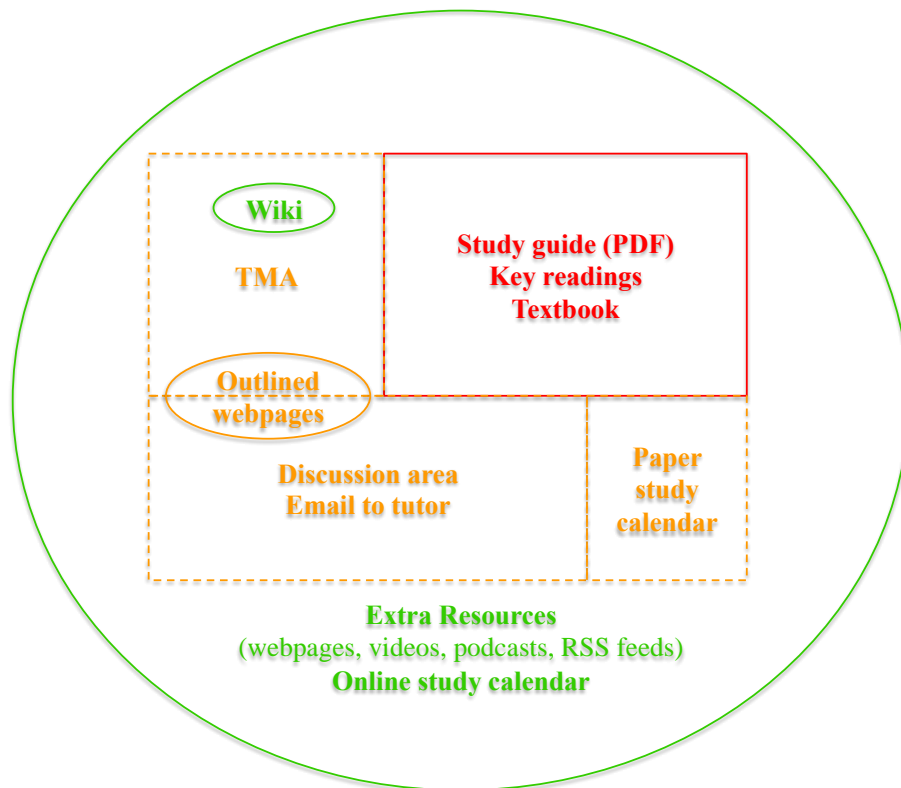 Wiki
TMA
Study guide (PDF)
Key readings
Textbook
Outlined
webpages
Discussion area
Email to tutor
Paper
study
calendar
Extra Resources
(webpages, videos, podcasts, RSS feeds)
Online study calendar